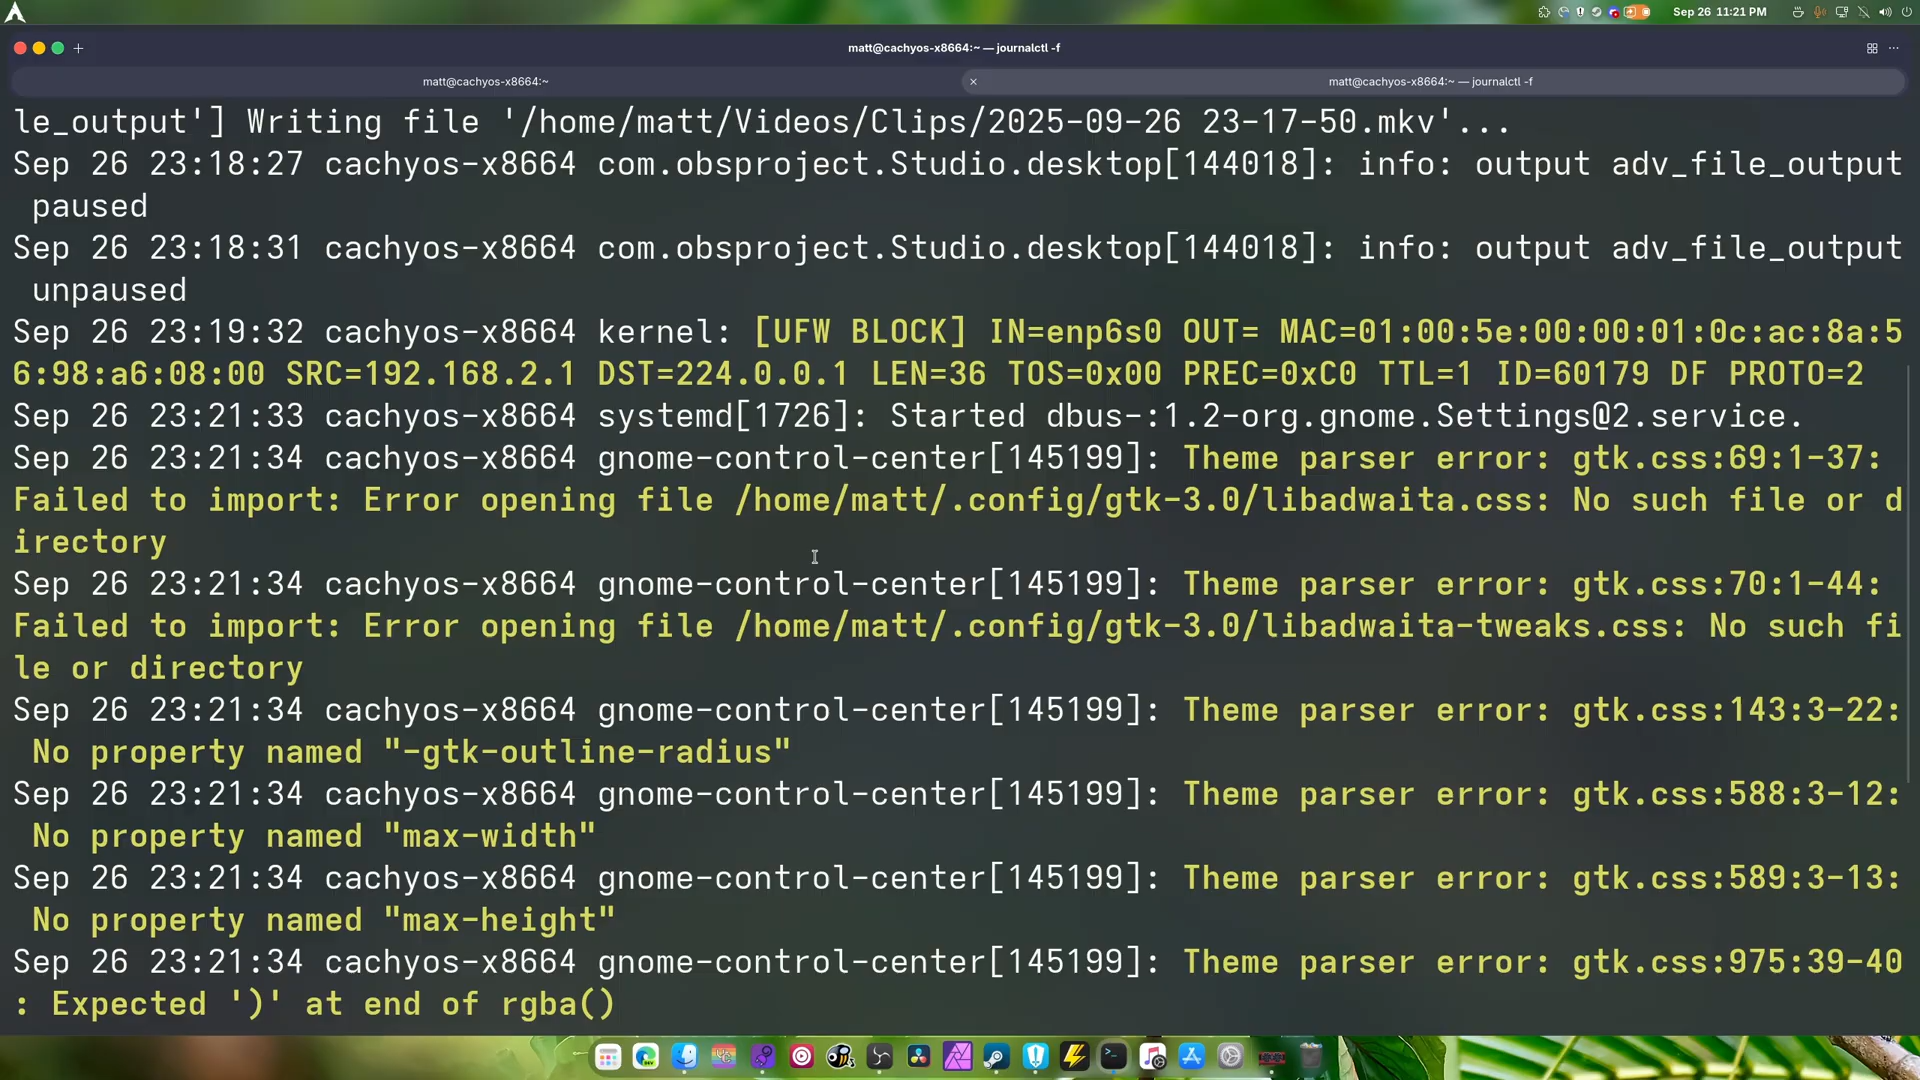 Sep 26 11:21 PM
matt@cachyos-x8664:~ — journalctl -f
matt@cachyos-x8664:~
matt@cachyos-x8664:~ — journalctl -f
le_output'] Writing file '/home/matt/Videos/Clips/2025-09-26 23-17-50.mkv'...
Sep 26 23:18:27 cachyos-x8664 com.obsproject.Studio.desktop[144018]: info: output adv_file_output
paused
Sep 26 23:18:31 cachyos-x8664 com.obsproject.Studio.desktop[144018]: info: output adv_file_output
unpaused
Sep 26 23:19:32 cachyos-x8664 kernel: [UFW BLOCK] IN=enp6s0 OUT= MAC=01:00:5e:00:00:01:0c:ac:8a:5
6:98:a6:08:00 SRC=192.168.2.1 DST=224.0.0.1 LEN=36 TOS=0x00 PREC=0xC0 TTL=1 ID=60179 DF PROTO=2
Sep 26 23:21:33 cachyos-x8664 systemd[1726]: Started dbus-:1.2-org.gnome.Settings@2.service.
Sep 26 23:21:34 cachyos-x8664 gnome-control-center[145199]: Theme parser error: gtk.css:69:1-37:
Failed to import: Error opening file /home/matt/.config/gtk-3.0/libadwaita.css: No such file or d
irectory
Sep 26 23:21:34 cachyos-x8664 gnome-control-center[145199]: Theme parser error: gtk.css:70:1-44:
Failed to import: Error opening file /home/matt/.config/gtk-3.0/libadwaita-tweaks.css: No such fi
le or directory
Sep 26 23:21:34 cachyos-x8664 gnome-control-center[145199]: Theme parser error: gtk.css:143:3-22:
No property named "-gtk-outline-radius"
Sep 26 23:21:34 cachyos-x8664 gnome-control-center[145199]: Theme parser error: gtk.css:588:3-12:
No property named "max-width"
Sep 26 23:21:34 cachyos-x8664 gnome-control-center[145199]: Theme parser error: gtk.css:589:3-13:
No property named "max-height"
Sep 26 23:21:34 cachyos-x8664 gnome-control-center[145199]: Theme parser error: gtk.css:975:39-40
: Expected ')' at end of rgba()